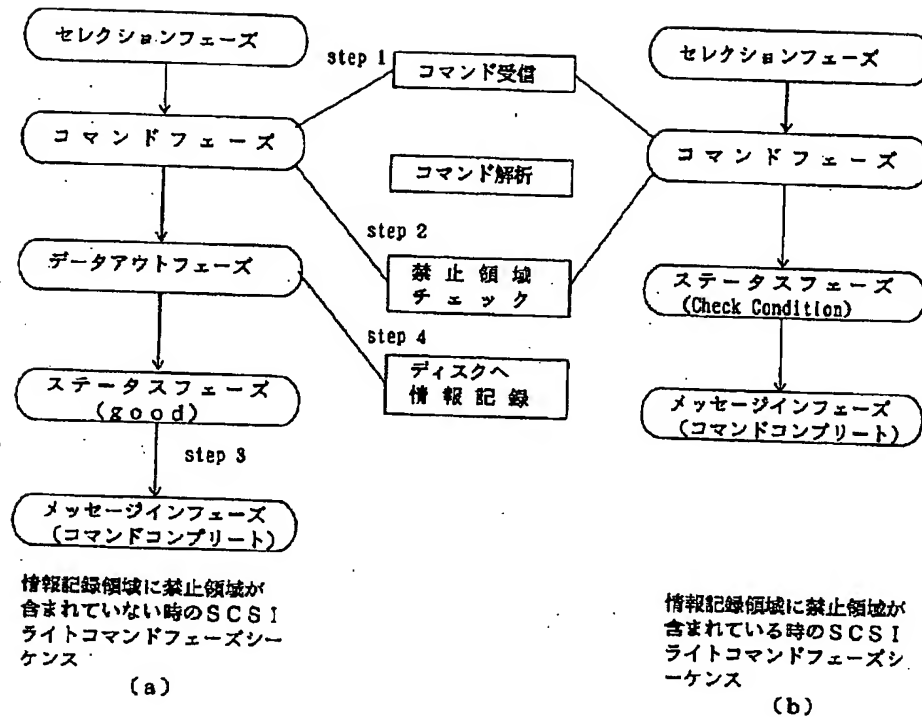 セレクションフェーズ
コマンドフェーズ
データアウトフェーズ
ステータスフェーズ
(good)
step 3
メッセージインフェーズ
(コマンドコンプリート)
情報記録領域に禁止領域が
含まれていない時のSCSI
ライトコマンドフェーズシー
ケンス
(a)
step 1
コマンド受信
コマンド解析
step 2
禁止領域
チェック
step 4
ディスクへ
情報記録
セレクションフェーズ
コマンドフェーズ
ステータスフェーズ
(Check Condition)
メッセージインフェーズ
(コマンドコンプリート)
情報記録領域に禁止領域が
含まれている時のSCSI
ライトコマンドフェーズシ
ーケンス
(b)